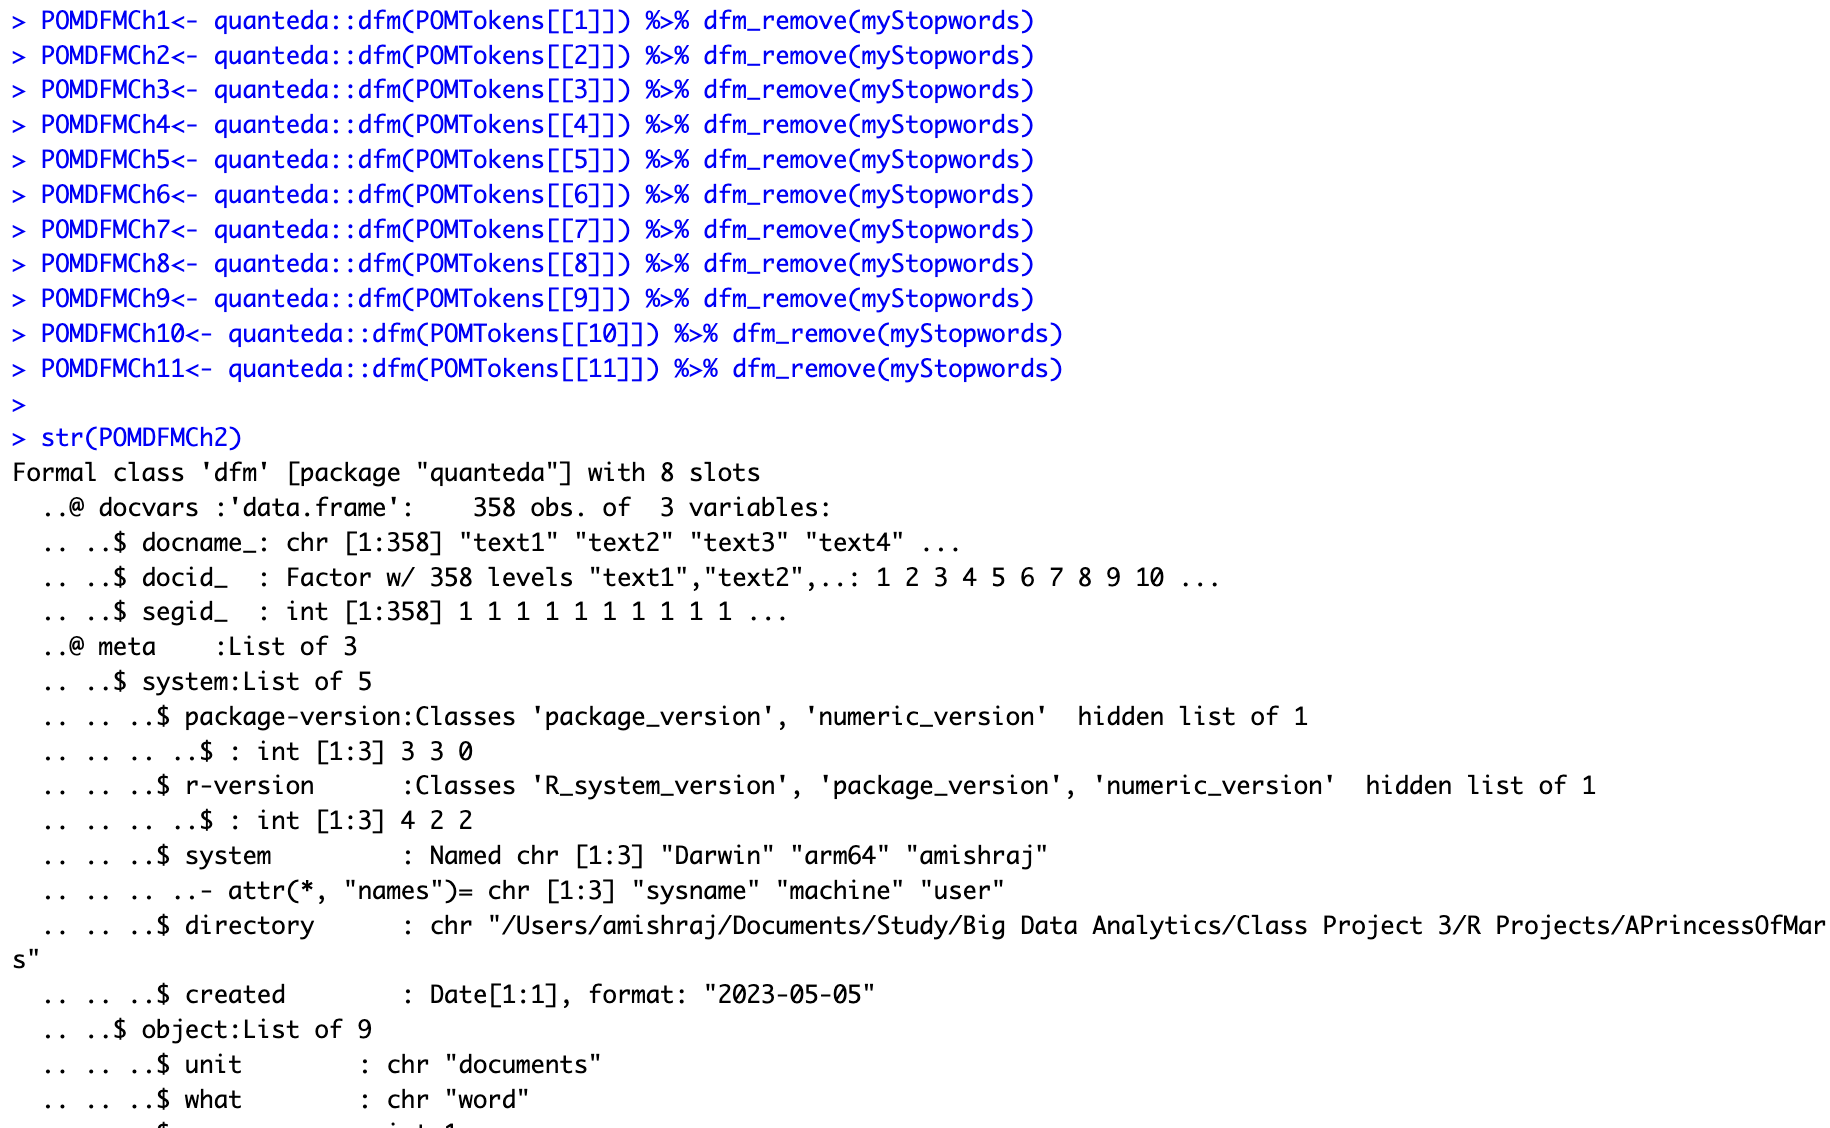 > POMDFMCh1<- quanteda::dfm(POMTokens[[1]]) %>% dfm_remove(myStopwords)
> POMDFMCh2<- quanteda::dfm(POMTokens[[2]]) %>% dfm_remove(myStopwords)
> POMDFMCh3<- quanteda::dfm(POMTokens[[3]]) %>% dfm_remove(myStopwords)
> POMDFMCh4<- quanteda::dfm(POMTokens[[4]]) %>% dfm_remove(myStopwords)
> POMDFMCh5<- quanteda::dfm(POMTokens[[5]]) %>% dfm_remove(myStopwords)
> POMDFMCh6<- quanteda::dfm(POMTokens[[6]]) %>% dfm_remove(myStopwords)
> POMDFMCh7<- quanteda::dfm(POMTokens[[7]]) %>% dfm_remove(myStopwords)
> POMDFMCh8<- quanteda::dfm(POMTokens[[8]]) %>% dfm_remove(myStopwords)
> POMDFMCh9<- quanteda::dfm(POMTokens[[9]]) %>% dfm_remove(myStopwords)
> POMDFMCh10<- quanteda::dfm(POMTokens[[10]]) %>% dfm_remove(myStopwords)
> POMDFMCh11<- quanteda::dfm(POMTokens[[11]]) %>% dfm_remove(myStopwords)
>
> str(POMDFMCh2)
Formal class 'dfm' [package "quanteda"] with 8 slots
  ..@ docvars :'data.frame':    358 obs. of  3 variables:
  .. ..$ docname_: chr [1:358] "text1" "text2" "text3" "text4" ...
  .. ..$ docid_  : Factor w/ 358 levels "text1","text2",..: 1 2 3 4 5 6 7 8 9 10 ...
  .. ..$ segid_  : int [1:358] 1 1 1 1 1 1 1 1 1 1 ...
  ..@ meta    :List of 3
  .. ..$ system:List of 5
  .. .. ..$ package-version:Classes 'package_version', 'numeric_version'  hidden list of 1
  .. .. .. ..$ : int [1:3] 3 3 0
  .. .. ..$ r-version      :Classes 'R_system_version', 'package_version', 'numeric_version'  hidden list of 1
  .. .. .. ..$ : int [1:3] 4 2 2
  .. .. ..$ system         : Named chr [1:3] "Darwin" "arm64" "amishraj"
  .. .. .. ..- attr(*, "names")= chr [1:3] "sysname" "machine" "user"
  .. .. ..$ directory      : chr "/Users/amishraj/Documents/Study/Big Data Analytics/Class Project 3/R Projects/APrincessOfMar
s"
  .. .. ..$ created        : Date[1:1], format: "2023-05-05"
  .. ..$ object:List of 9
  .. .. ..$ unit        : chr "documents"
  .. .. ..$ what        : chr "word"